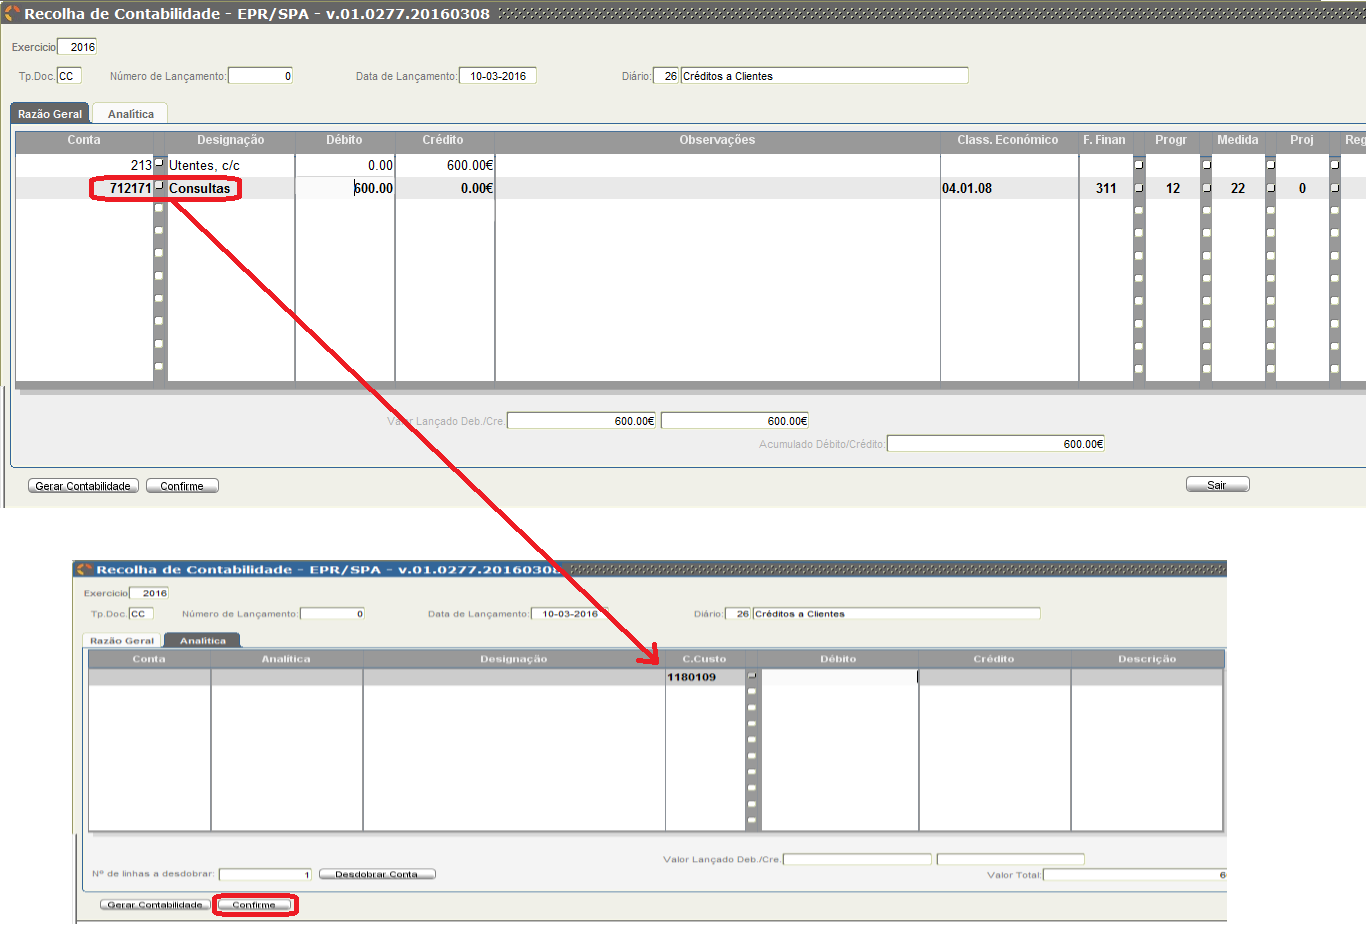 Recolha de Contabilidade - EPR/SPA - v.01.0277.20160308
Exercicio 2016
Tp.Doc. CC Número de Lançamento: 0 Data de Lançamento: 10-03-2016 Diário: 26 Créditos a Clientes
Razão Geral Analítica
Conta Designação Débito Crédito Observações Class. Económico F. Finan Progr Medida Proj Reg
213 Utentes, c/c 0.00 600.00€
712171 Consultas 600.00 0.00€ 04.01.08 311 12 22 0
Valor Lançado Deb./Cre. 600.00€ 600.00€
Acumulado Débito/Crédito: 600.00€
Gerar Contabilidade Confirme Sair
Recolha de Contabilidade - EPR/SPA - v.01.0277.20160308
Exercicio 2016
Tp.Doc. CC Número de Lançamento: 0 Data de Lançamento: 10-03-2016 Diário: 26 Créditos a Clientes
Razão Geral Analítica
Conta Analítica Designação C.Custo Débito Crédito Descrição
1180109
Valor Lançado Deb./Cre.
Nº de linhas a desdobrar: 1 Desdobrar Conta Valor Total: 6
Gerar Contabilidade Confirme